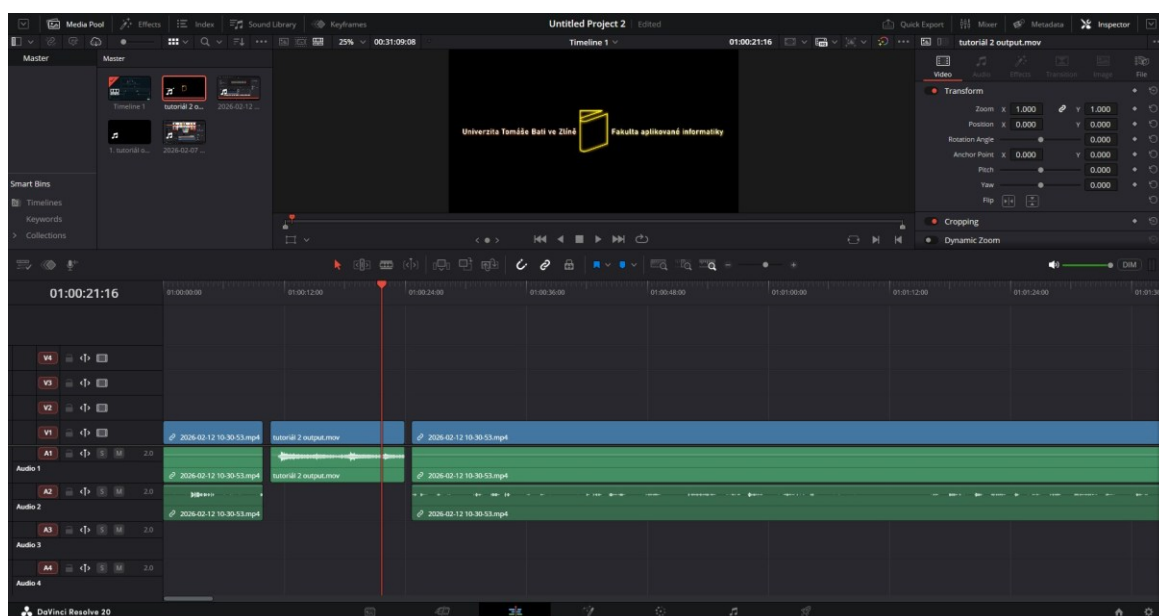 Media Pool Effects Index Sound Library Keyframes Untitled Project 2 Edited Quick Export Mixer Metadata Inspector
25% 00:31:09:08 Timeline 1 01:00:21:16 tutoriál 2 output.mov
Master Master
Timeline 1 tutoriál 2 o... 2026-02-12 ...
1. tutoriál o... 2026-02-07 ...
Smart Bins
Timelines
Keywords
Collections
Univerzita Tomáše Bati ve Zlíně Fakulta aplikované informatiky
Video Audio Effects Transition Image File
Transform
Zoom X 1.000 Y 1.000
Position X 0.000 Y 0.000
Rotation Angle 0.000
Anchor Point X 0.000 Y 0.000
Pitch 0.000
Yaw 0.000
Flip
Cropping
Dynamic Zoom
DIM
01:00:21:16 01:00:00:00 01:00:12:00 01:00:24:00 01:00:36:00 01:00:48:00 01:01:00:00 01:01:12:00 01:01:24:00
V4
V3
V2
V1 2026-02-12 10-30-53.mp4 tutoriál 2 output.mov 2026-02-12 10-30-53.mp4
A1 S M 2.0
Audio 1 2026-02-12 10-30-53.mp4 tutoriál 2 output.mov 2026-02-12 10-30-53.mp4
A2 S M 2.0
Audio 2 2026-02-12 10-30-53.mp4 2026-02-12 10-30-53.mp4
A3 S M 2.0
Audio 3
A4 S M 2.0
Audio 4
DaVinci Resolve 20